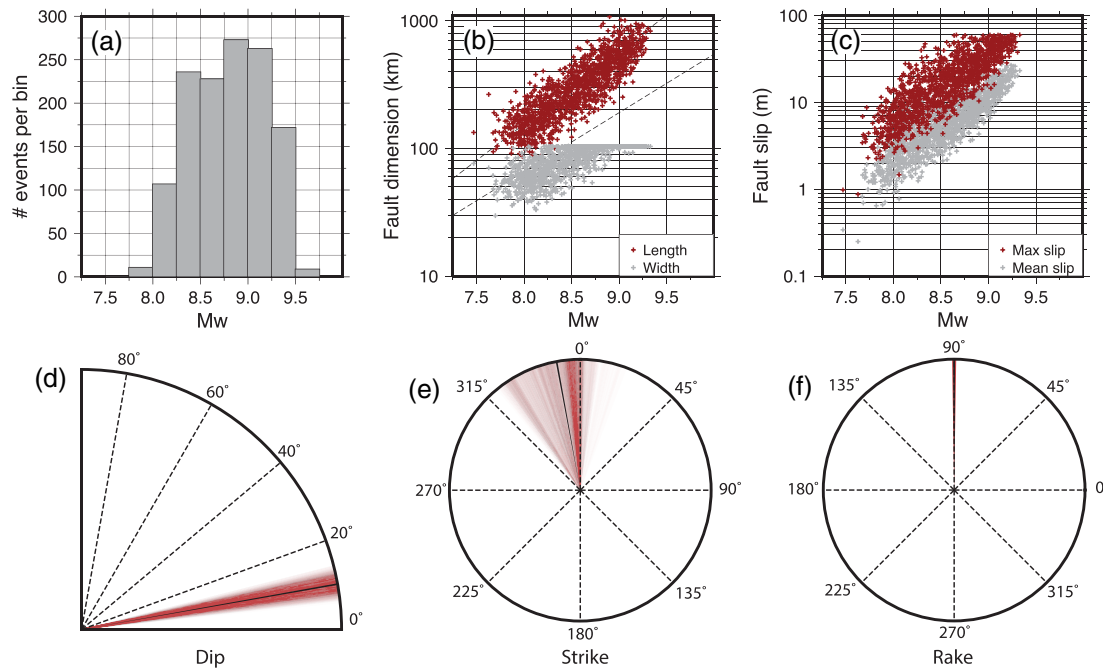 (a)
# events per bin
300
250
200
150
100
50
0
7.5 8.0 8.5 9.0 9.5
Mw
(b)
Fault dimension (km)
1000
100
10
Length
Width
7.5 8.0 8.5 9.0 9.5
Mw
(c)
Fault slip (m)
100
10
1
0.1
Max slip
Mean slip
7.5 8.0 8.5 9.0 9.5
Mw
(d)
80˚
60˚
40˚
20˚
0˚
Dip
(e)
0˚
315˚ 45˚
270˚ 90˚
225˚ 135˚
180˚
Strike
(f)
90˚
135˚ 45˚
180˚ 0
225˚ 315˚
270˚
Rake